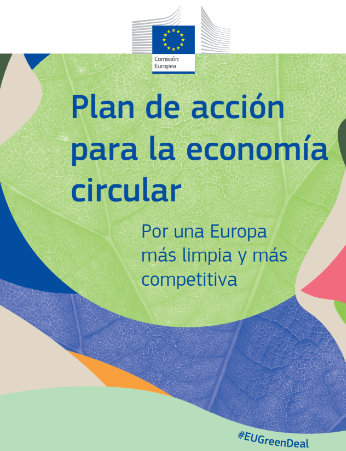 Comisión
Europea
Plan de acción
para la economía
circular
Por una Europa
más limpia y más
competitiva
#EUGreenDeal